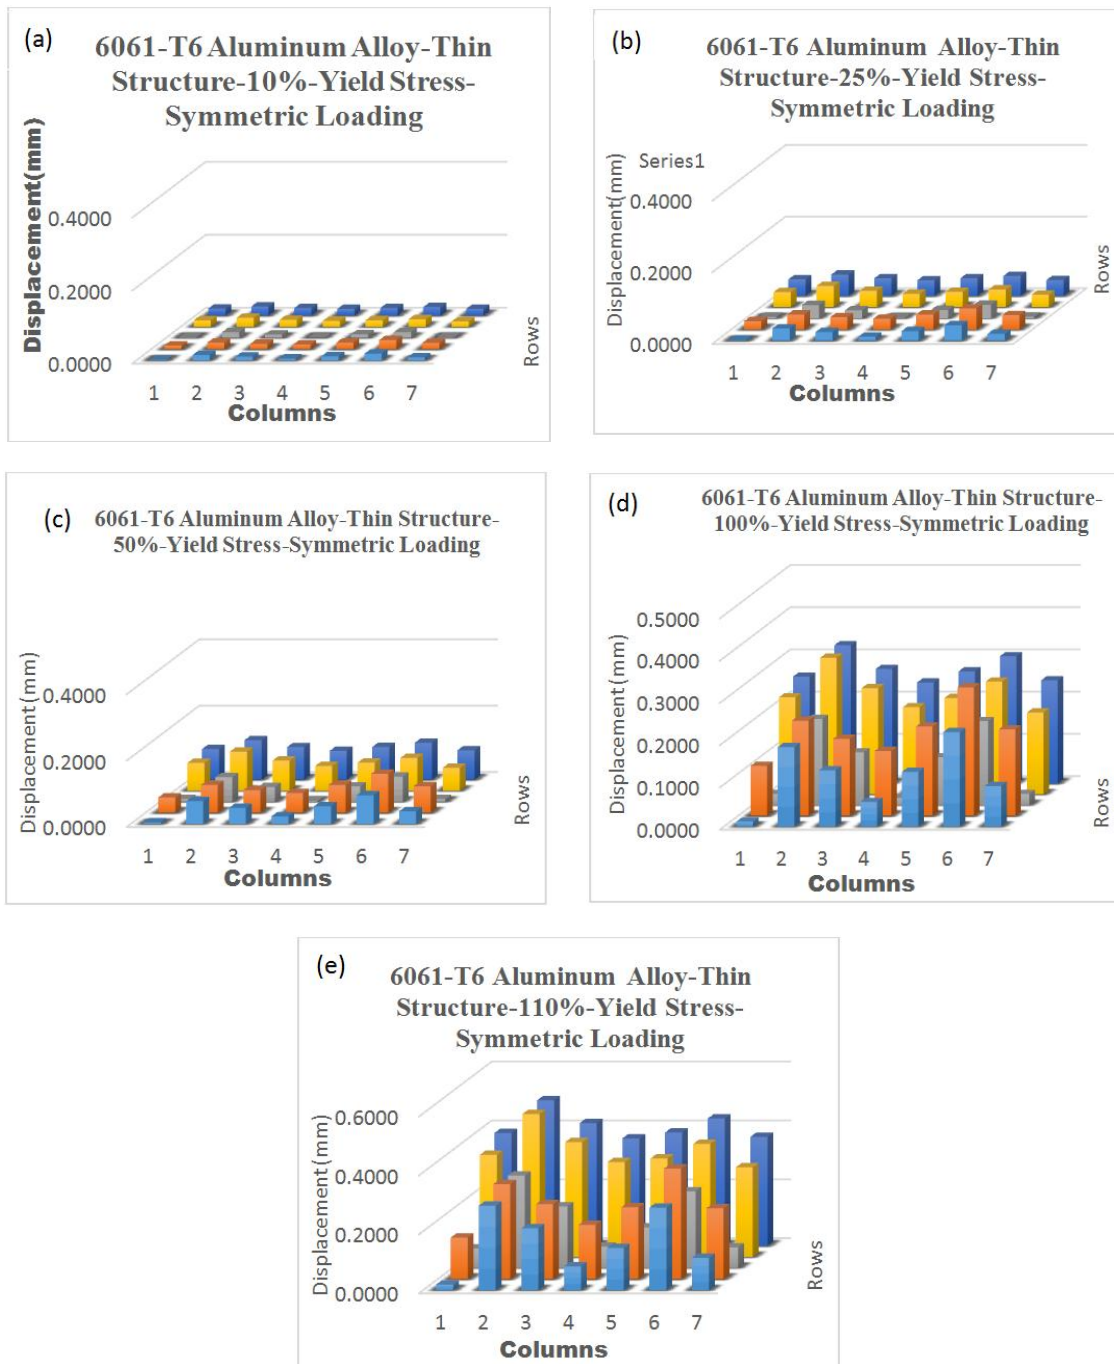 (a)
6061-T6 Aluminum Alloy-Thin
Structure-10%-Yield Stress-
Symmetric Loading
Displacement(mm)
0.4000
0.2000
0.0000
1 2 3 4 5 6 7
Columns
Rows
(b)
6061-T6 Aluminum Alloy-Thin
Structure-25%-Yield Stress-
Symmetric Loading
Series1
Displacement(mm)
0.4000
0.2000
0.0000
1 2 3 4 5 6 7
Columns
Rows
(c)
6061-T6 Aluminum Alloy-Thin Structure-
50%-Yield Stress-Symmetric Loading
Displacement(mm)
0.4000
0.2000
0.0000
1 2 3 4 5 6 7
Columns
Rows
(d)
6061-T6 Aluminum Alloy-Thin Structure-
100%-Yield Stress-Symmetric Loading
Displacement(mm)
0.5000
0.4000
0.3000
0.2000
0.1000
0.0000
1 2 3 4 5 6 7
Columns
Rows
(e)
6061-T6 Aluminum Alloy-Thin
Structure-110%-Yield Stress-
Symmetric Loading
Displacement(mm)
0.6000
0.4000
0.2000
0.0000
1 2 3 4 5 6 7
Columns
Rows